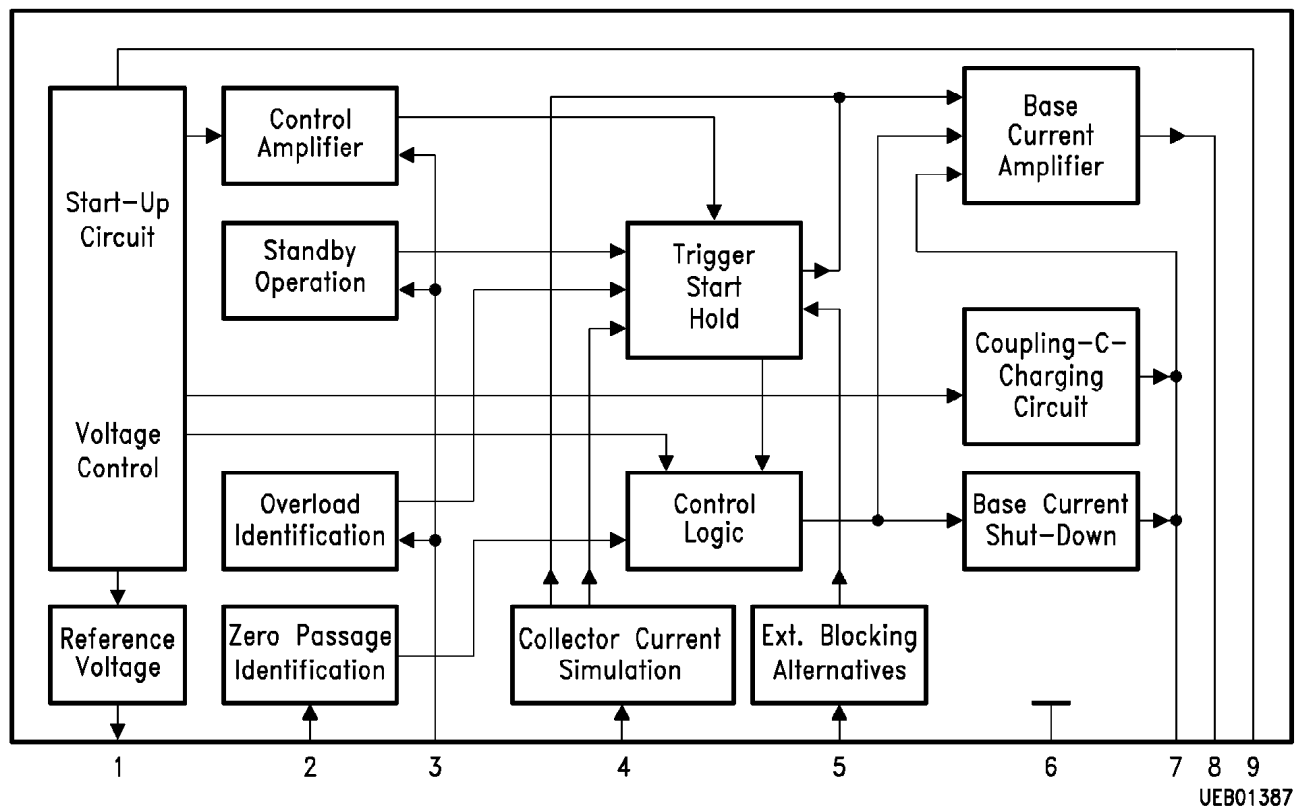 Start-Up
Circuit
Voltage
Control
Control
Amplifier
Standby
Operation
Overload
Identification
Reference
Voltage
Zero Passage
Identification
Trigger
Start
Hold
Control
Logic
Collector Current
Simulation
Ext. Blocking
Alternatives
Base
Current
Amplifier
Coupling-C-
Charging
Circuit
Base Current
Shut-Down
1 2 3 4 5 6 7 8 9
UEB01387